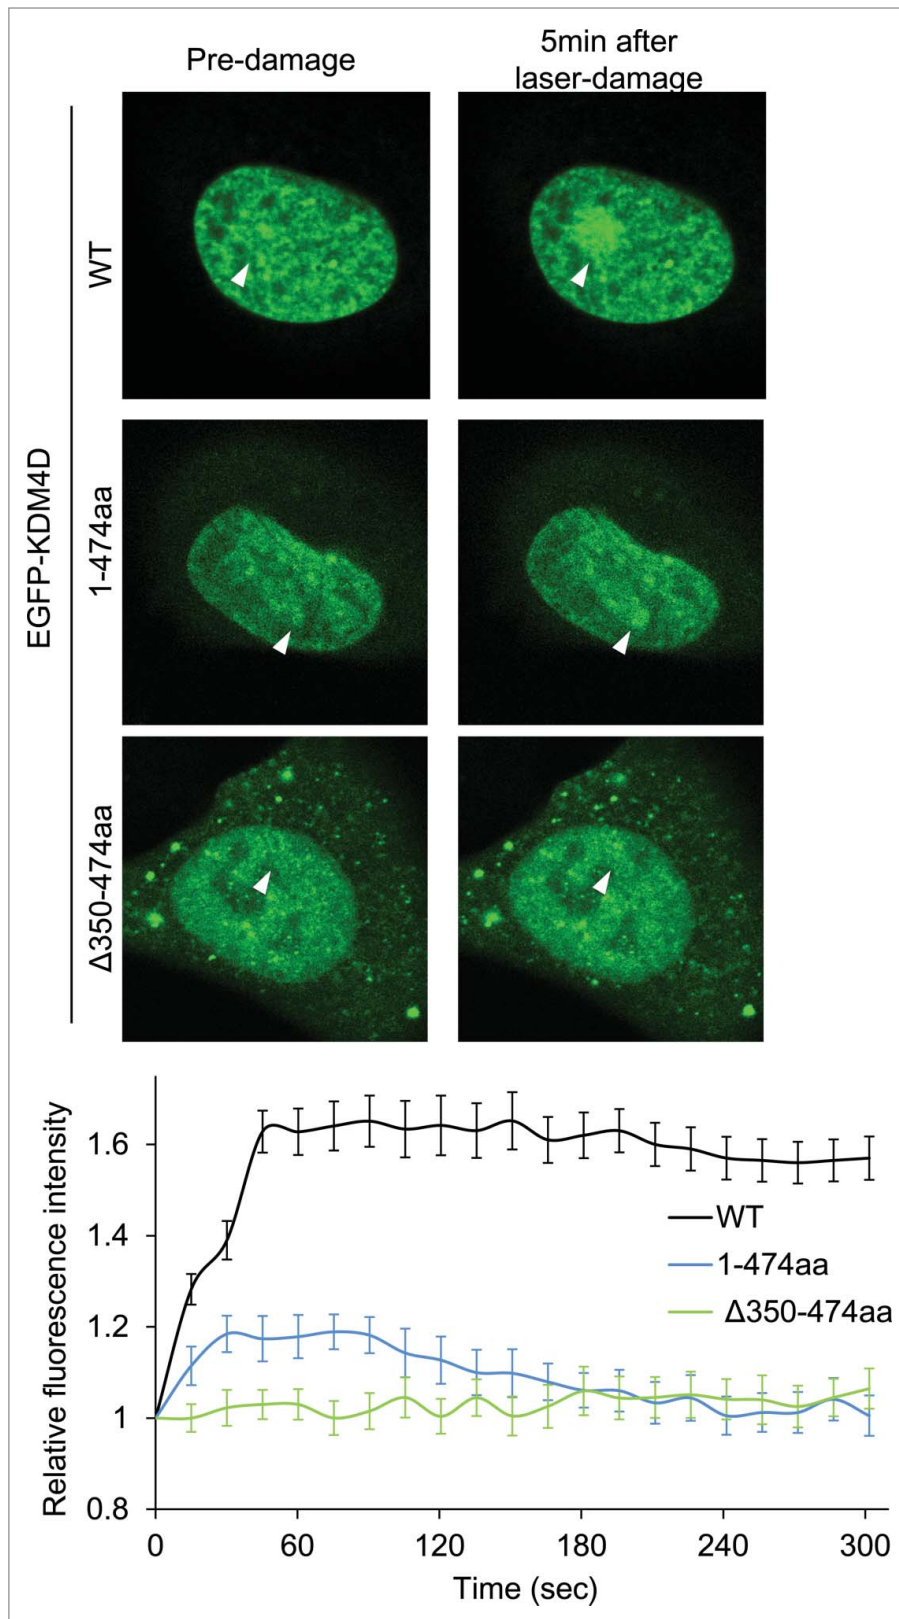 Pre-damage
5min after
laser-damage
EGFP-KDM4D
WT
1-474aa
Δ350-474aa
Relative fluorescence intensity
1.6
1.4
1.2
1
0.8
WT
1-474aa
Δ350-474aa
0 60 120 180 240 300
Time (sec)